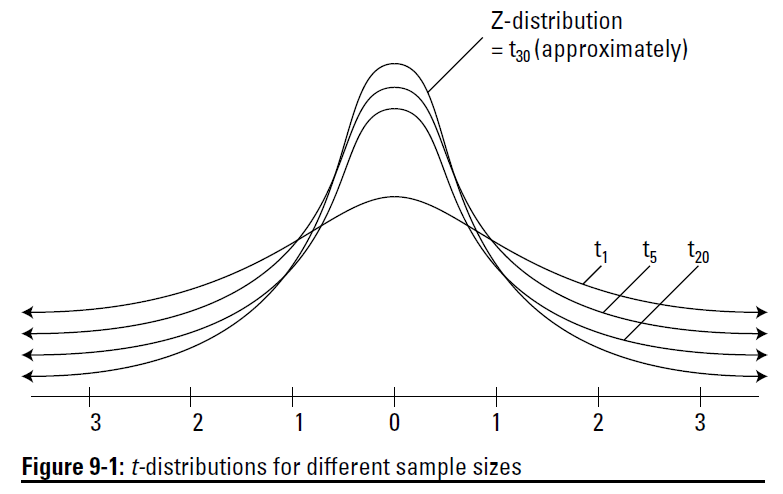 Z-distribution
= t₃₀ (approximately)
t₁ t₅ t₂₀
3 2 1 0 1 2 3
Figure 9-1: t-distributions for different sample sizes